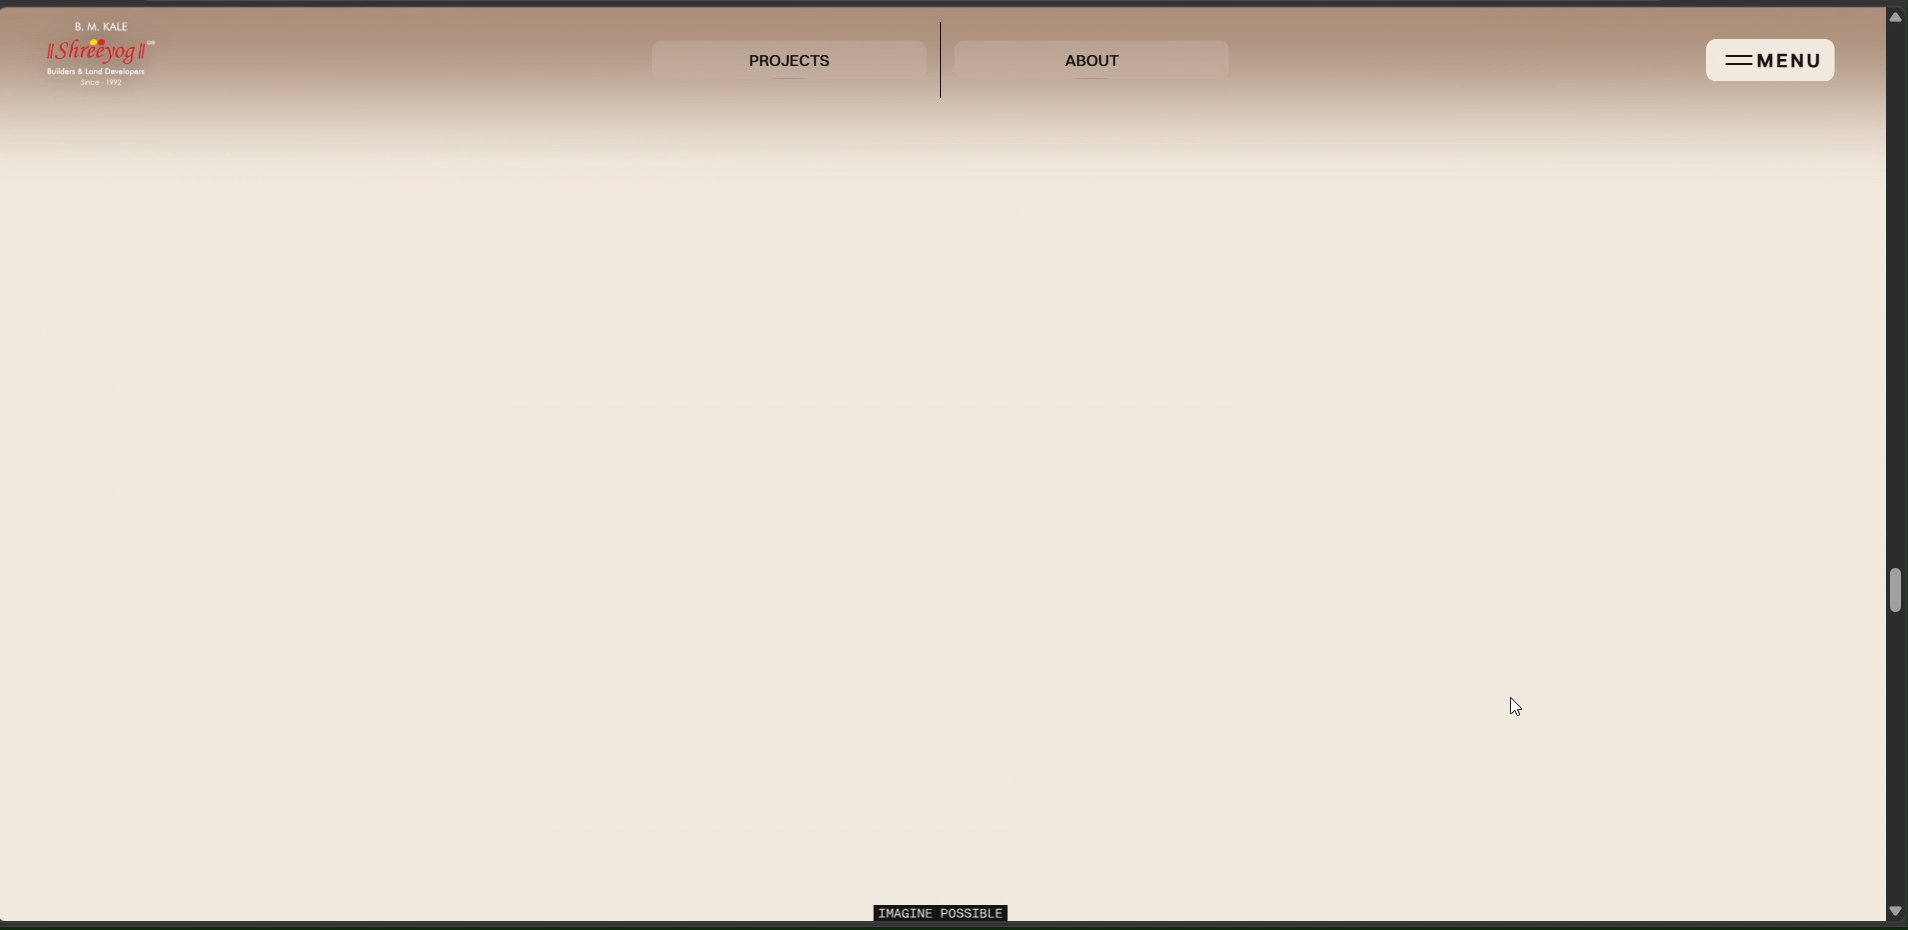 B. M. KALE
॥Shreeyog॥
Builders & Land Developers
Since - 1992
PROJECTS
ABOUT
MENU
IMAGINE POSSIBLE